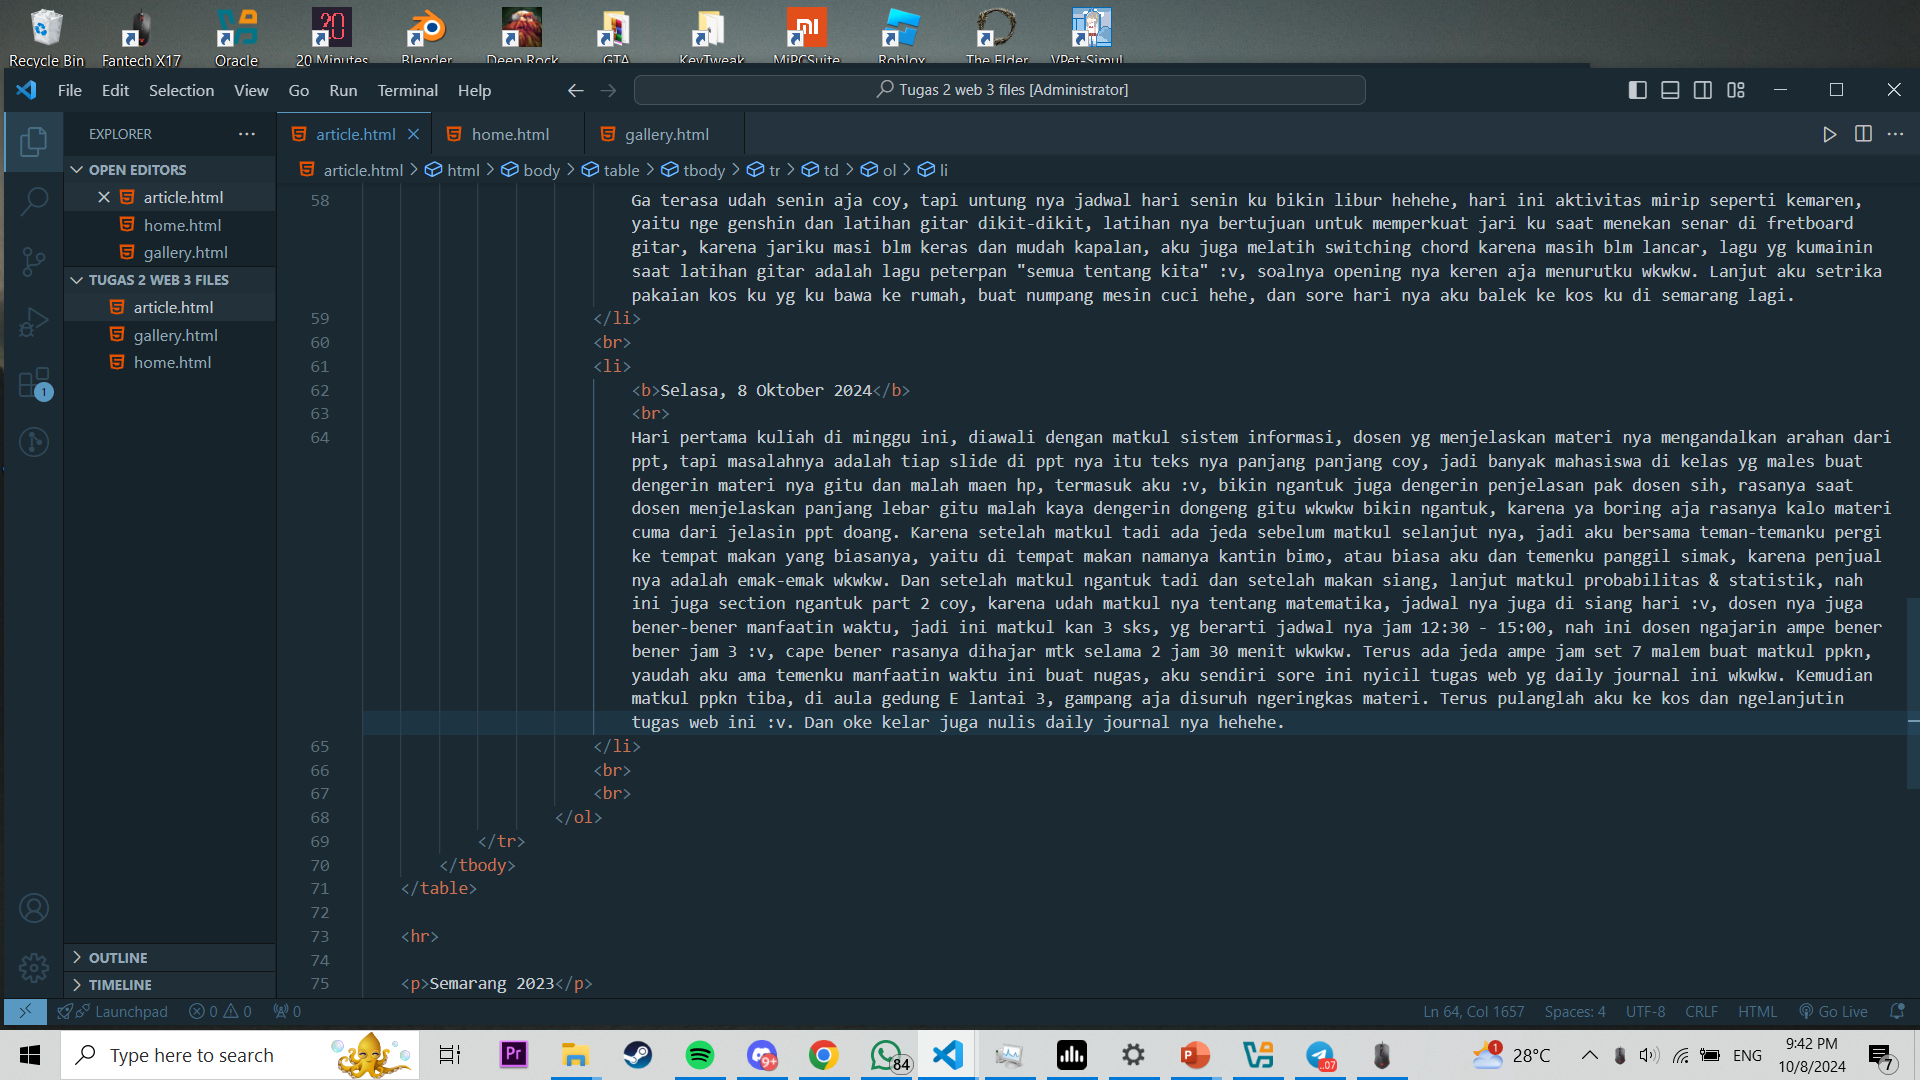 Recycle Bin
Fantech X17
Oracle
20 Minutes
Blender
Deep Rock
GTA
KeyTweak
MiPCSuite
Roblox
The Elder
VPet-Simul
File Edit Selection View Go Run Terminal Help
Tugas 2 web 3 files [Administrator]
EXPLORER
article.html
home.html
gallery.html
OPEN EDITORS
article.html
home.html
gallery.html
TUGAS 2 WEB 3 FILES
article.html
gallery.html
home.html
1
OUTLINE
TIMELINE
article.html > html > body > table > tbody > tr > td > ol > li
58 Ga terasa udah senin aja coy, tapi untung nya jadwal hari senin ku bikin libur hehehe, hari ini aktivitas mirip seperti kemaren,
yaitu nge genshin dan latihan gitar dikit-dikit, latihan nya bertujuan untuk memperkuat jari ku saat menekan senar di fretboard
gitar, karena jariku masi blm keras dan mudah kapalan, aku juga melatih switching chord karena masih blm lancar, lagu yg kumainin
saat latihan gitar adalah lagu peterpan "semua tentang kita" :v, soalnya opening nya keren aja menurutku wkwkw. Lanjut aku setrika
pakaian kos ku yg ku bawa ke rumah, buat numpang mesin cuci hehe, dan sore hari nya aku balek ke kos ku di semarang lagi.
59 </li>
60 <br>
61 <li>
62 <b>Selasa, 8 Oktober 2024</b>
63 <br>
64 Hari pertama kuliah di minggu ini, diawali dengan matkul sistem informasi, dosen yg menjelaskan materi nya mengandalkan arahan dari
ppt, tapi masalahnya adalah tiap slide di ppt nya itu teks nya panjang panjang coy, jadi banyak mahasiswa di kelas yg males buat
dengerin materi nya gitu dan malah maen hp, termasuk aku :v, bikin ngantuk juga dengerin penjelasan pak dosen sih, rasanya saat
dosen menjelaskan panjang lebar gitu malah kaya dengerin dongeng gitu wkwkw bikin ngantuk, karena ya boring aja rasanya kalo materi
cuma dari jelasin ppt doang. Karena setelah matkul tadi ada jeda sebelum matkul selanjut nya, jadi aku bersama teman-temanku pergi
ke tempat makan yang biasanya, yaitu di tempat makan namanya kantin bimo, atau biasa aku dan temenku panggil simak, karena penjual
nya adalah emak-emak wkwkw. Dan setelah matkul ngantuk tadi dan setelah makan siang, lanjut matkul probabilitas & statistik, nah
ini juga section ngantuk part 2 coy, karena udah matkul nya tentang matematika, jadwal nya juga di siang hari :v, dosen nya juga
bener-bener manfaatin waktu, jadi ini matkul kan 3 sks, yg berarti jadwal nya jam 12:30 - 15:00, nah ini dosen ngajarin ampe bener
bener jam 3 :v, cape bener rasanya dihajar mtk selama 2 jam 30 menit wkwkw. Terus ada jeda ampe jam set 7 malem buat matkul ppkn,
yaudah aku ama temenku manfaatin waktu ini buat nugas, aku sendiri sore ini nyicil tugas web yg daily journal ini wkwkw. Kemudian
matkul ppkn tiba, di aula gedung E lantai 3, gampang aja disuruh ngeringkas materi. Terus pulanglah aku ke kos dan ngelanjutin
tugas web ini :v. Dan oke kelar juga nulis daily journal nya hehehe.
65 </li>
66 <br>
67 <br>
68 </ol>
69 </tr>
70 </tbody>
71 </table>
72
73 <hr>
74
75 <p>Semarang 2023</p>
Launchpad 0 0 0
Ln 64, Col 1657 Spaces: 4 UTF-8 CRLF HTML Go Live
Type here to search
Pr
9+
84
P
.07
1
28°C
ENG
9:42 PM
10/8/2024
7